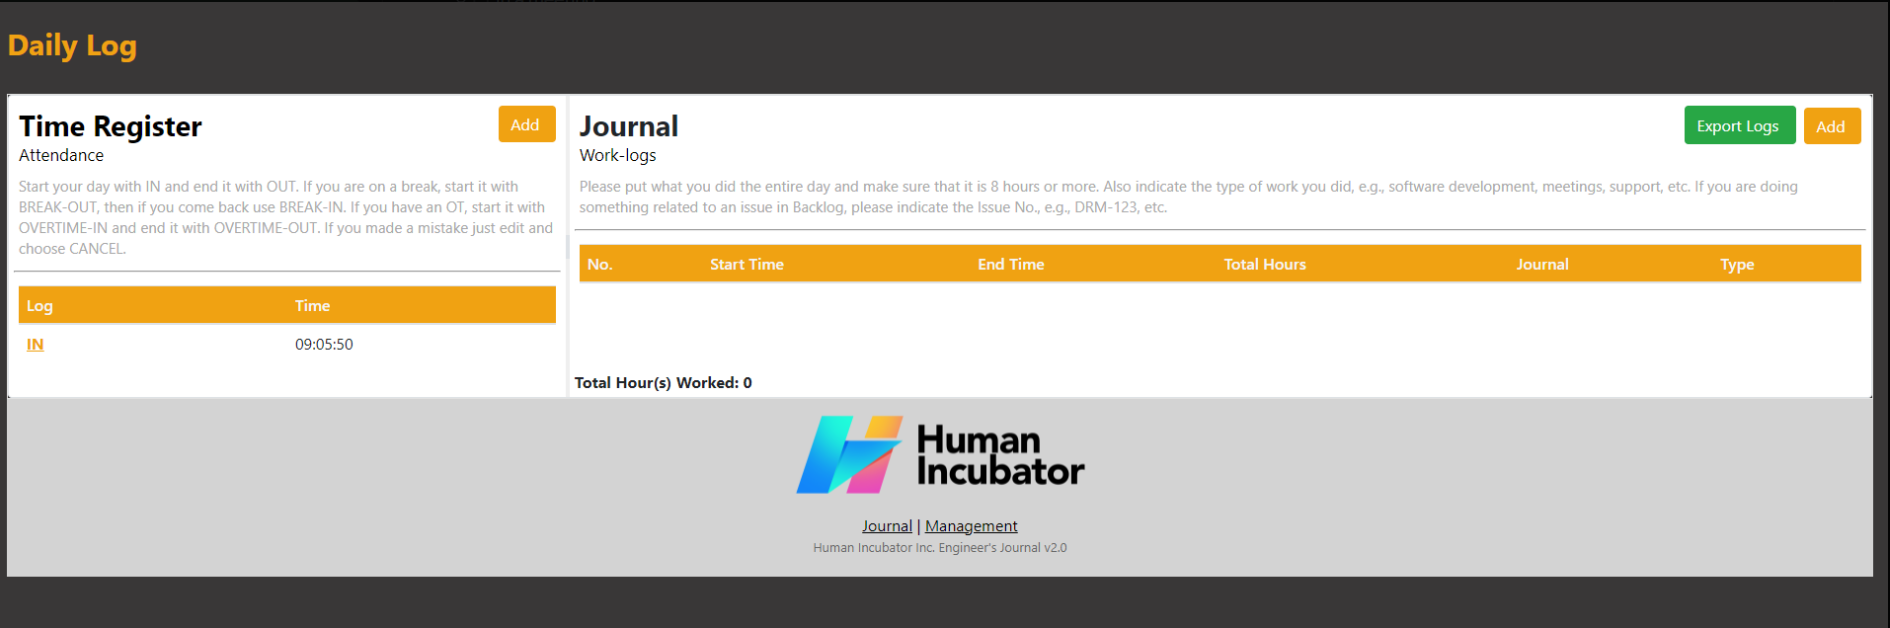 Daily Log
Time Register
Add
Attendance
Start your day with IN and end it with OUT. If you are on a break, start it with
BREAK-OUT, then if you come back use BREAK-IN. If you have an OT, start it with
OVERTIME-IN and end it with OVERTIME-OUT. If you made a mistake just edit and
choose CANCEL.
Log Time
IN 09:05:50
Journal
Export Logs Add
Work-logs
Please put what you did the entire day and make sure that it is 8 hours or more. Also indicate the type of work you did, e.g., software development, meetings, support, etc. If you are doing
something related to an issue in Backlog, please indicate the Issue No., e.g., DRM-123, etc.
No. Start Time End Time Total Hours Journal Type
Total Hour(s) Worked: 0
Human
Incubator
Journal | Management
Human Incubator Inc. Engineer's Journal v2.0